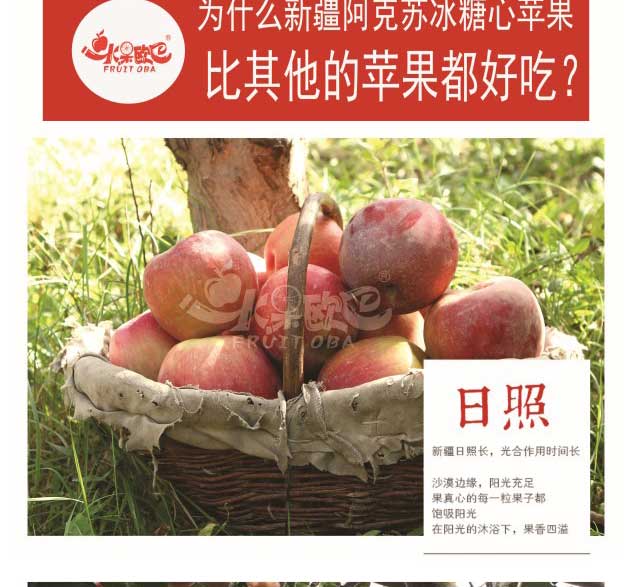 为什么新疆阿克苏冰糖心苹果
比其他的苹果都好吃?
水果欧巴®
FRUIT OBA
水果欧巴®
FRUIT OBA
日照
新疆日照长，光合作用时间长
沙漠边缘，阳光充足
果真心的每一粒果子都
饱吸阳光
在阳光的沐浴下，果香四溢